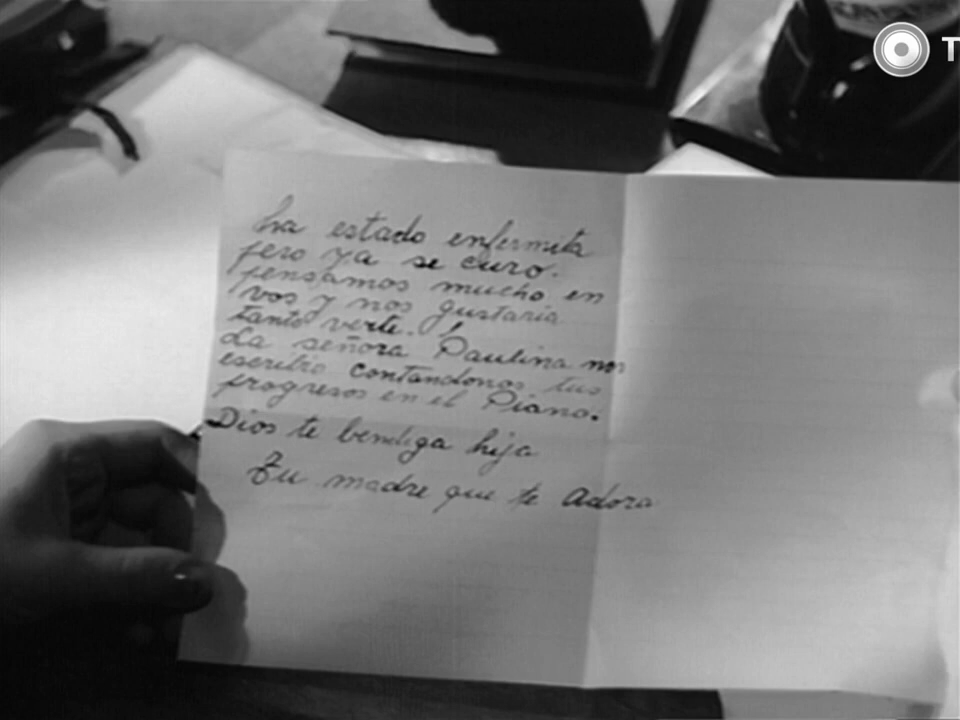 ha estado enfermita
pero ya se curo.
pensamos mucho en
vos y nos gustaria
tanto verte.
La señora Paulina nos
escribio contandonos tus
progresos en el Piano.
Dios te bendiga hija
Tu madre que te Adora
T